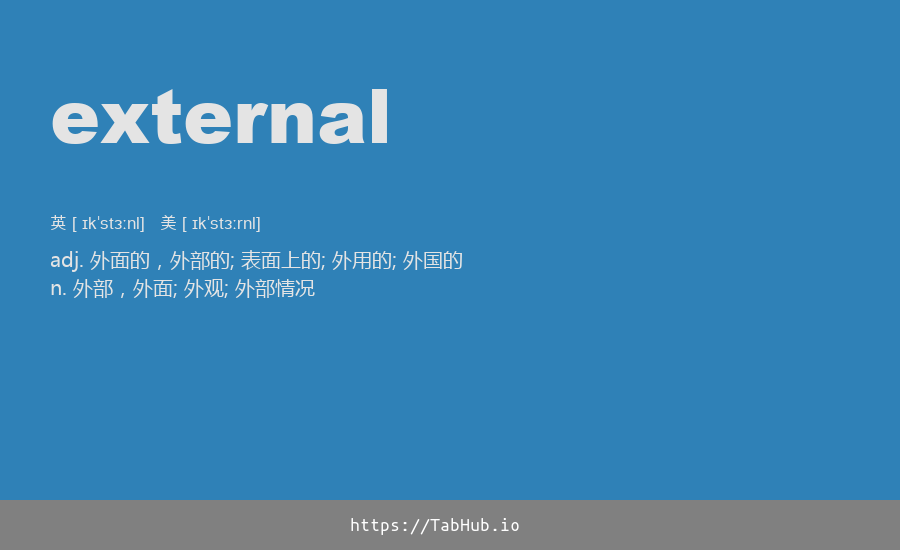 external
英 [ ɪkˈstɜːnl]   美 [ ɪkˈstɜːrnl]
adj. 外面的，外部的; 表面上的; 外用的; 外国的
n. 外部，外面; 外观; 外部情况
https://TabHub.io